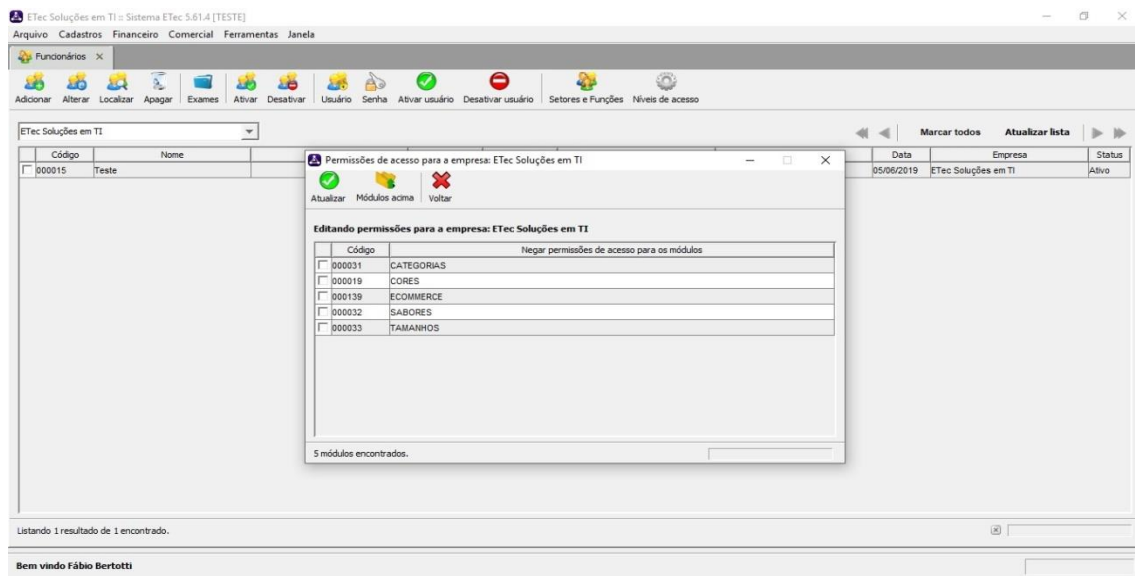 ETec Soluções em TI :: Sistema ETec 5.61.4 [TESTE]
Arquivo Cadastros Financeiro Comercial Ferramentas Janela
Funcionários
Adicionar Alterar Localizar Apagar Exames Ativar Desativar Usuário Senha Ativar usuário Desativar usuário Setores e Funções Níveis de acesso
ETec Soluções em TI Marcar todos Atualizar lista
Código Nome Data Empresa Status
000015 Teste 05/06/2019 ETec Soluções em TI Ativo
Permissões de acesso para a empresa: ETec Soluções em TI
Atualizar Módulos acima Voltar
Editando permissões para a empresa: ETec Soluções em TI
Código Negar permissões de acesso para os módulos
000031 CATEGORIAS
000019 CORES
000139 ECOMMERCE
000032 SABORES
000033 TAMANHOS
5 módulos encontrados.
Listando 1 resultado de 1 encontrado.
Bem vindo Fábio Bertotti